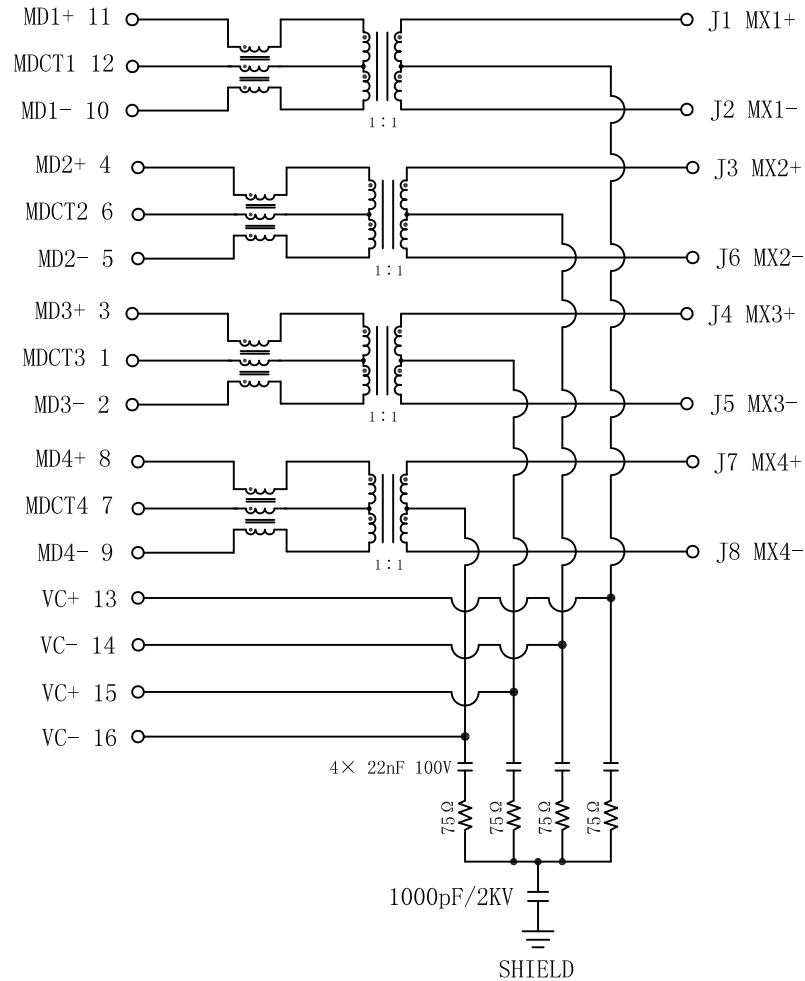 MD1+ 11
J1 MX1+
MDCT1 12
MD1- 10
J2 MX1-
1:1
MD2+ 4
J3 MX2+
MDCT2 6
MD2- 5
J6 MX2-
1:1
MD3+ 3
J4 MX3+
MDCT3 1
MD3- 2
J5 MX3-
1:1
MD4+ 8
J7 MX4+
MDCT4 7
MD4- 9
J8 MX4-
1:1
VC+ 13
VC- 14
VC+ 15
VC- 16
4× 22nF 100V
75Ω
75Ω
75Ω
75Ω
1000pF/2KV
SHIELD